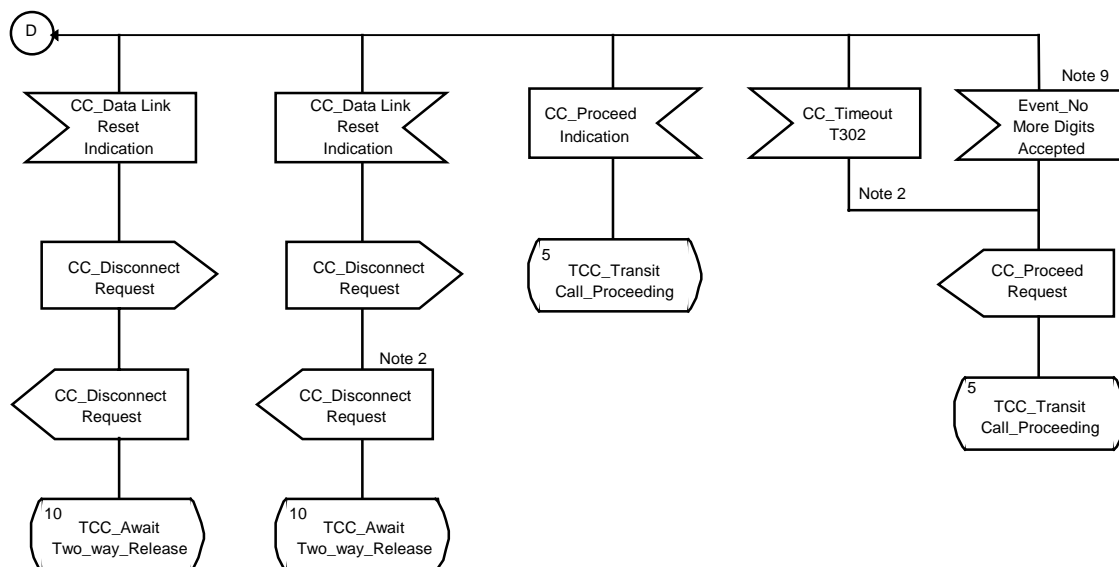 D
Note 9
CC_Data Link
Reset
Indication
CC_Data Link
Reset
Indication
CC_Proceed
Indication
CC_Timeout
T302
Event_No
More Digits
Accepted
Note 2
CC_Disconnect
Request
CC_Disconnect
Request
5
TCC_Transit
Call_Proceeding
CC_Proceed
Request
Note 2
CC_Disconnect
Request
CC_Disconnect
Request
5
TCC_Transit
Call_Proceeding
10
TCC_Await
Two_way_Release
10
TCC_Await
Two_way_Release